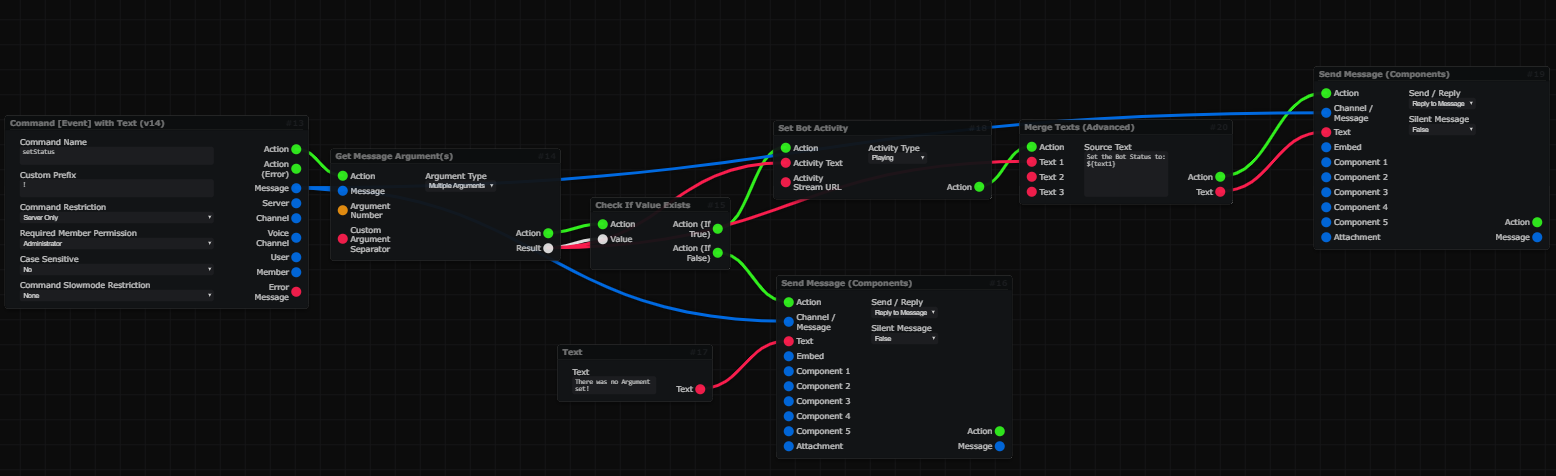 Command [Event] with Text (v14) #13
Command Name
setStatus
Custom Prefix
!
Command Restriction
Server Only
Required Member Permission
Administrator
Case Sensitive
No
Command Slowmode Restriction
None
Action
Action
(Error)
Message
Server
Channel
Voice
Channel
User
Member
Error
Message
Get Message Argument(s) #14
Action
Message
Argument
Number
Custom
Argument
Separator
Argument Type
Multiple Arguments
Action
Result
Check If Value Exists #15
Action
Value
Action (If
True)
Action (If
False)
Text #17
Text
There was no Argument
set!
Text
Set Bot Activity
Action
Activity Text
Activity
Stream URL
Activity Type
Playing
Action
Send Message (Components)
Action
Channel /
Message
Text
Embed
Component 1
Component 2
Component 3
Component 4
Component 5
Attachment
Send / Reply
Reply to Message
Silent Message
False
Action
Message
Merge Texts (Advanced) #20
Action
Text 1
Text 2
Text 3
Source Text
Set the Bot Status to:
${text1}
Action
Text
Send Message (Components)
Action
Channel /
Message
Text
Embed
Component 1
Component 2
Component 3
Component 4
Component 5
Attachment
Send / Reply
Reply to Message
Silent Message
False
Action
Message